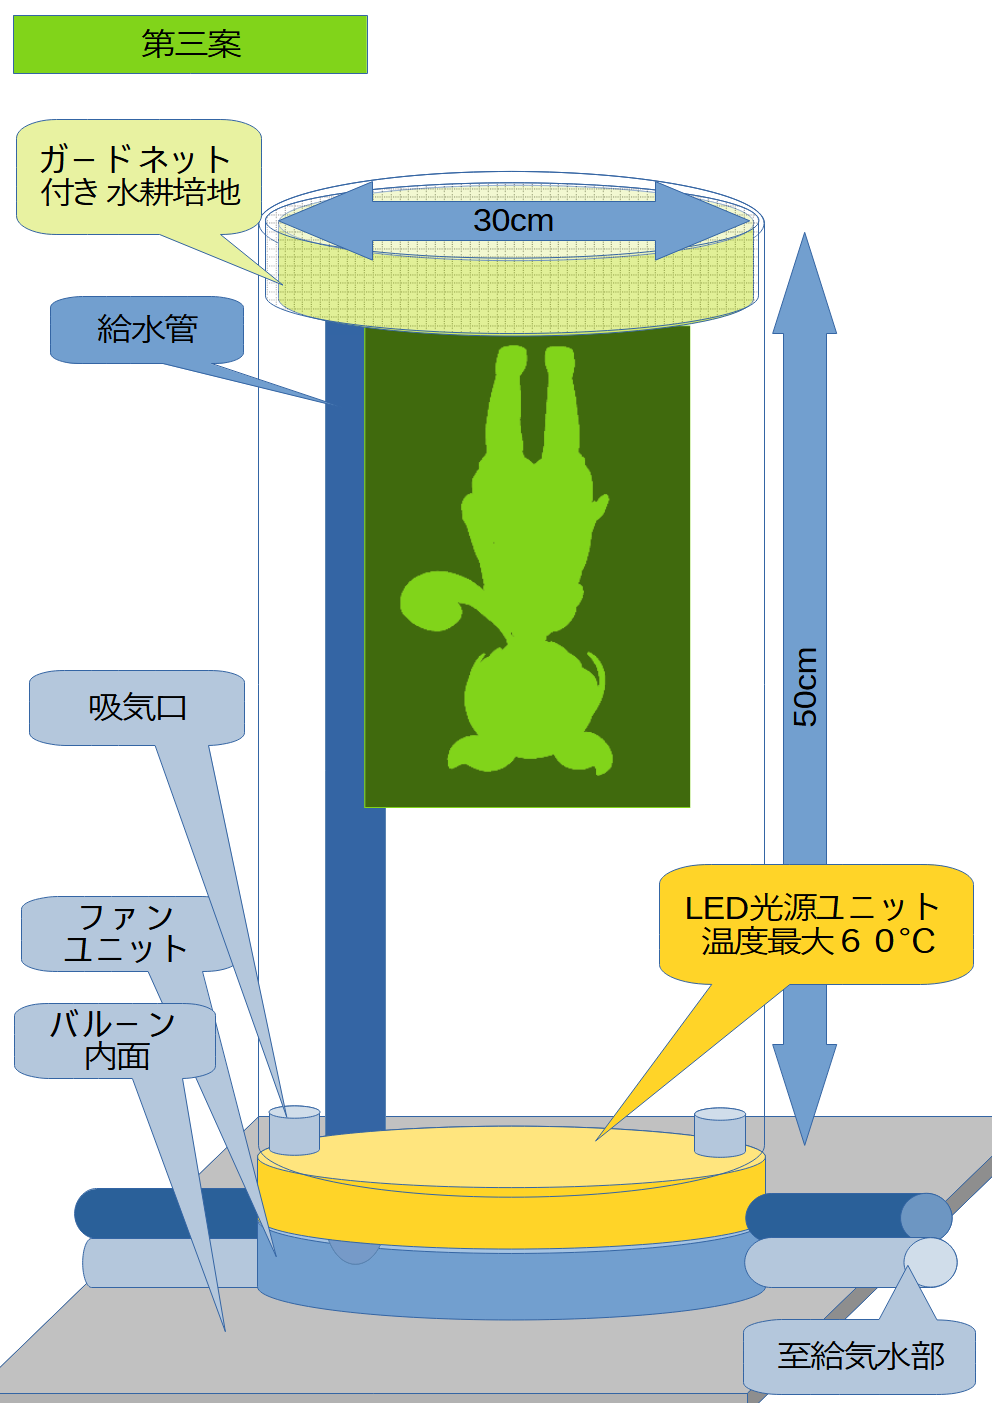 第三案
ガードネット
付き水耕培地
30cm
給水管
50cm
吸気口
ファン
ユニット
LED光源ユニット
温度最大６０℃
バルーン
内面
至給気水部